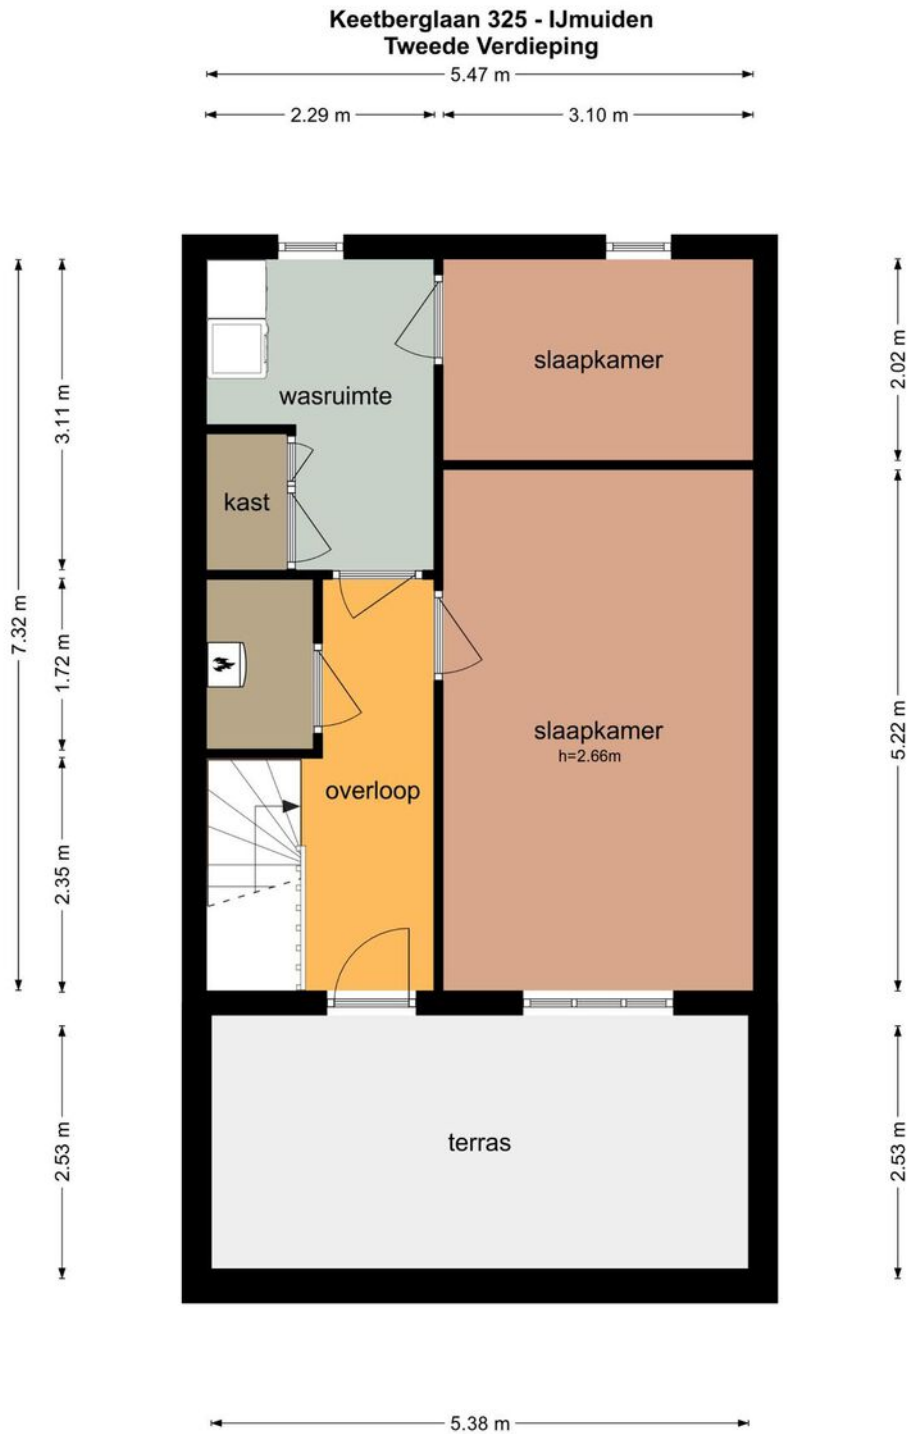 Keetberglaan 325 - IJmuiden
Tweede Verdieping
5.47 m
2.29 m
3.10 m
slaapkamer
wasruimte
kast
slaapkamer
h=2.66m
overloop
terras
7.32 m
3.11 m
1.72 m
2.35 m
2.53 m
2.02 m
5.22 m
2.53 m
5.38 m